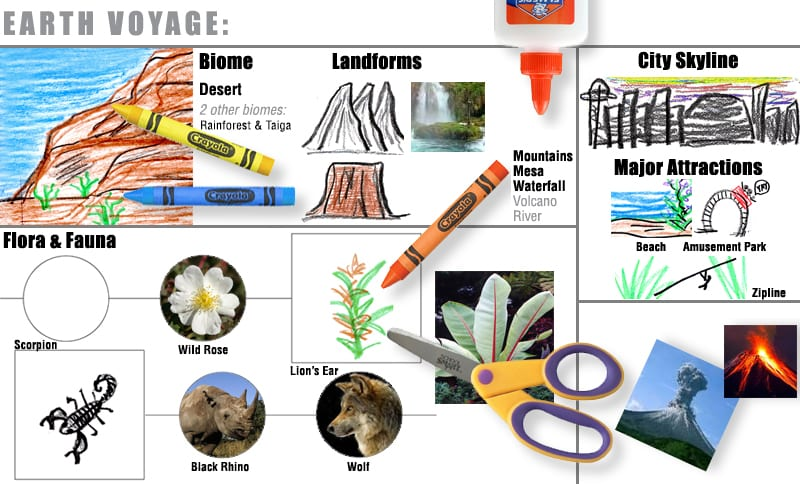 EARTH VOYAGE:
Biome
Desert
2 other biomes:
Rainforest & Taiga
Landforms
Mountains
Mesa
Waterfall
Volcano
River
City Skyline
Major Attractions
Beach
Amusement Park
Zipline
Crayola
Crayola
Crayola
Flora & Fauna
Scorpion
Wild Rose
Lion's Ear
Black Rhino
Wolf